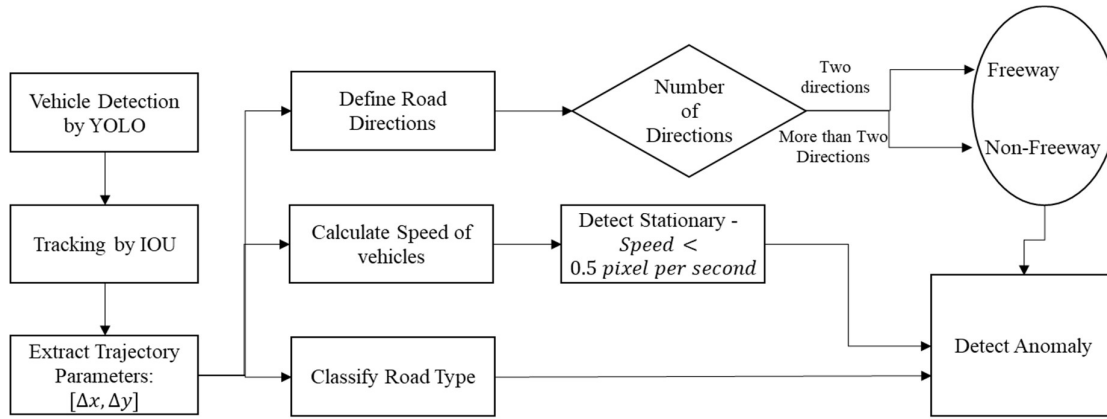 Vehicle Detection
by YOLO
Tracking by IOU
Extract Trajectory
Parameters:
[Δx, Δy]
Define Road
Directions
Number
of
Directions
Two
directions
More than Two
Directions
Freeway
Non-Freeway
Calculate Speed of
vehicles
Detect Stationary -
Speed <
0.5 pixel per second
Classify Road Type
Detect Anomaly